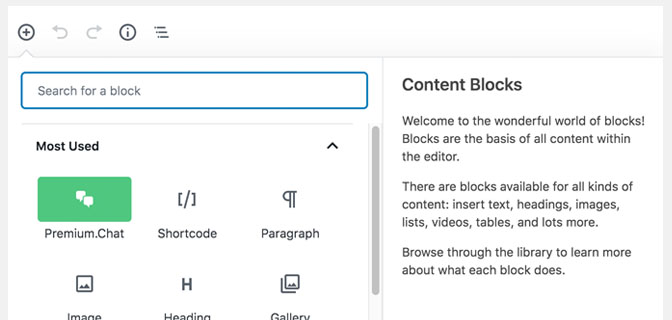 Search for a block
Most Used
Premium.Chat
Shortcode
Paragraph
Image
Heading
Gallery
Content Blocks
Welcome to the wonderful world of blocks!
Blocks are the basis of all content within
the editor.
There are blocks available for all kinds of
content: insert text, headings, images,
lists, videos, tables, and lots more.
Browse through the library to learn more
about what each block does.